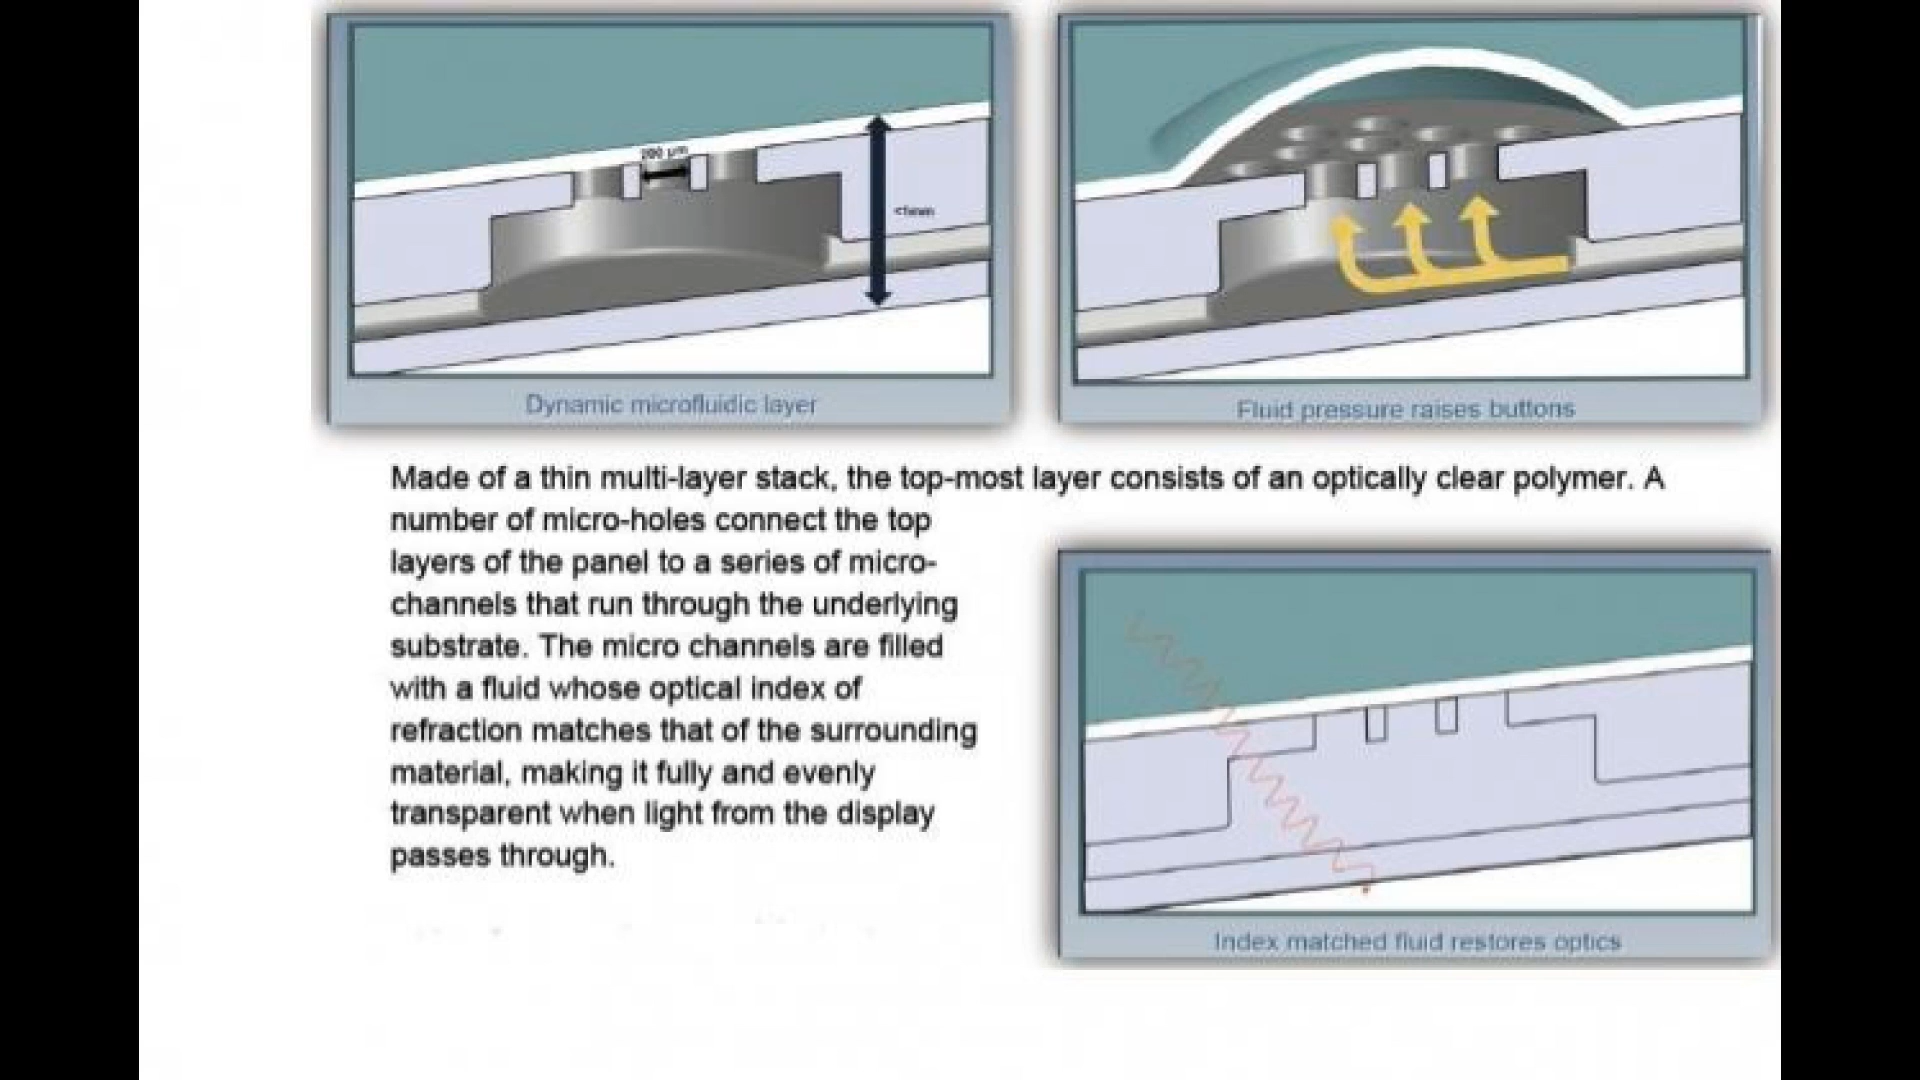 200 µm
<1mm
Dynamic microfluidic layer
Fluid pressure raises buttons
Made of a thin multi-layer stack, the top-most layer consists of an optically clear polymer. A
number of micro-holes connect the top
layers of the panel to a series of micro-
channels that run through the underlying
substrate. The micro channels are filled
with a fluid whose optical index of
refraction matches that of the surrounding
material, making it fully and evenly
transparent when light from the display
passes through.
Index matched fluid restores optics